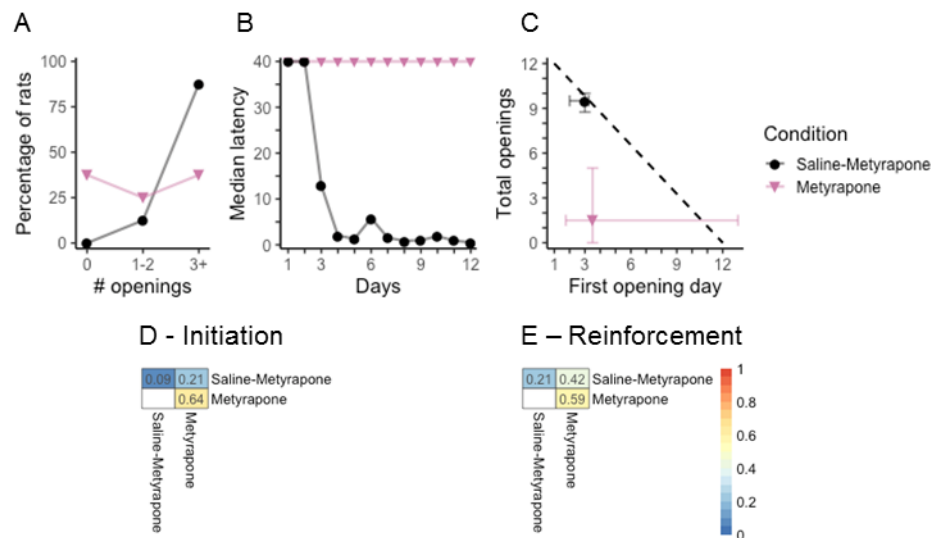 A
B
C
100
75
50
25
0
Percentage of rats
0
1-2
3+
# openings
40
30
20
10
0
Median latency
1
3
6
9
12
Days
12
9
6
3
0
Total openings
1
3
6
9
12
First opening day
Condition
Saline-Metyrapone
Metyrapone
D - Initiation
0.09 0.21 Saline-Metyrapone
0.64 Metyrapone
Saline-Metyrapone
Metyrapone
E – Reinforcement
0.21 0.42 Saline-Metyrapone
0.59 Metyrapone
Saline-Metyrapone
Metyrapone
1
0.8
0.6
0.4
0.2
0